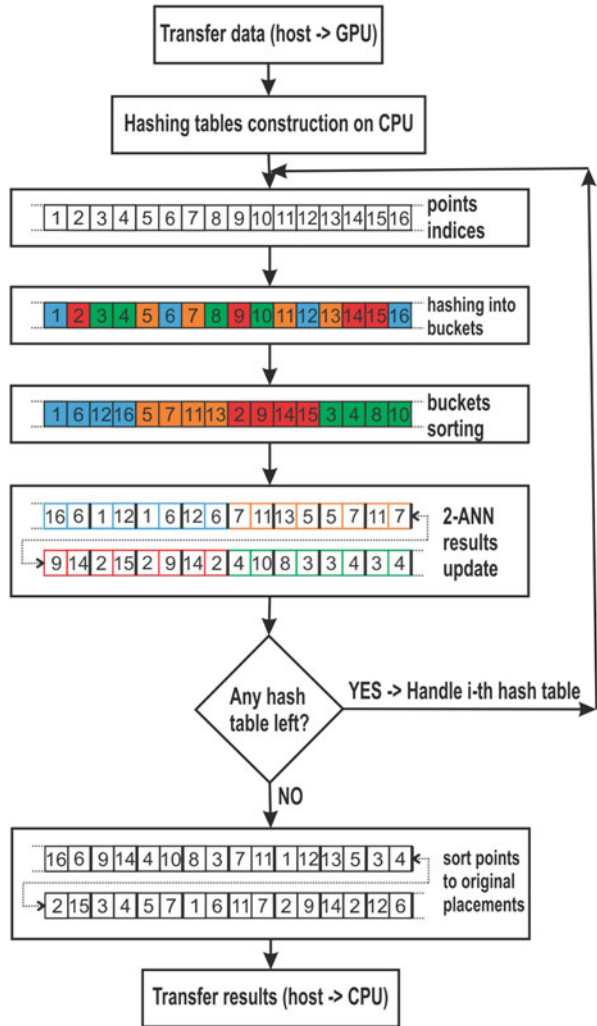 Transfer data (host -> GPU)
Hashing tables construction on CPU
1 2 3 4 5 6 7 8 9 10 11 12 13 14 15 16
points
indices
1 2 3 4 5 6 7 8 9 10 11 12 13 14 15 16
hashing into
buckets
1 6 12 16 5 7 11 13 2 9 14 15 3 4 8 10
buckets
sorting
16 6 1 12 1 6 12 6 7 11 13 5 5 7 11 7
9 14 2 15 2 9 14 2 4 10 8 3 3 4 3 4
2-ANN
results
update
Any hash
table left?
YES -> Handle i-th hash table
NO
16 6 9 14 4 10 8 3 7 11 1 12 13 5 3 4
2 15 3 4 5 7 1 6 11 7 2 9 14 2 12 6
sort points
to original
placements
Transfer results (host -> CPU)